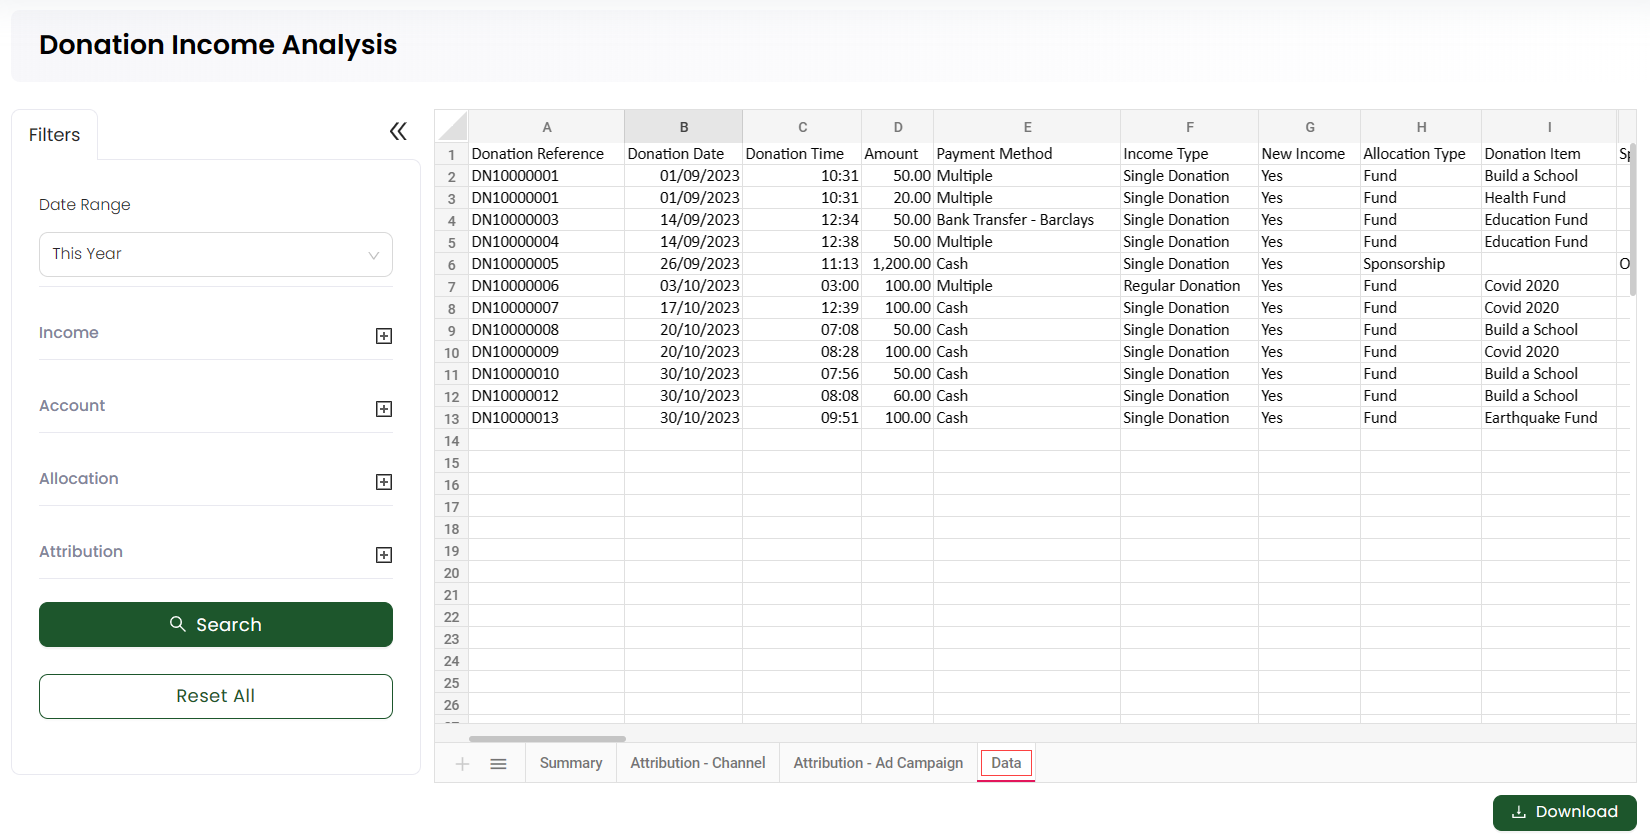 Donation Income Analysis
Filters
Date Range
This Year
Income
Account
Allocation
Attribution
Search
Reset All
A B C D E F G H I
1 Donation Reference Donation Date Donation Time Amount Payment Method Income Type New Income Allocation Type Donation Item
2 DN10000001 01/09/2023 10:31 50.00 Multiple Single Donation Yes Fund Build a School
3 DN10000001 01/09/2023 10:31 20.00 Multiple Single Donation Yes Fund Health Fund
4 DN10000003 14/09/2023 12:34 50.00 Bank Transfer - Barclays Single Donation Yes Fund Education Fund
5 DN10000004 14/09/2023 12:38 50.00 Multiple Single Donation Yes Fund Education Fund
6 DN10000005 26/09/2023 11:13 1,200.00 Cash Single Donation Yes Sponsorship
7 DN10000006 03/10/2023 03:00 100.00 Multiple Regular Donation Yes Fund Covid 2020
8 DN10000007 17/10/2023 12:39 100.00 Cash Single Donation Yes Fund Covid 2020
9 DN10000008 20/10/2023 07:08 50.00 Cash Single Donation Yes Fund Build a School
10 DN10000009 20/10/2023 08:28 100.00 Cash Single Donation Yes Fund Covid 2020
11 DN10000010 30/10/2023 07:56 50.00 Cash Single Donation Yes Fund Build a School
12 DN10000012 30/10/2023 08:08 60.00 Cash Single Donation Yes Fund Build a School
13 DN10000013 30/10/2023 09:51 100.00 Cash Single Donation Yes Fund Earthquake Fund
14
15
16
17
18
19
20
21
22
23
24
25
26
Summary Attribution - Channel Attribution - Ad Campaign Data
Download